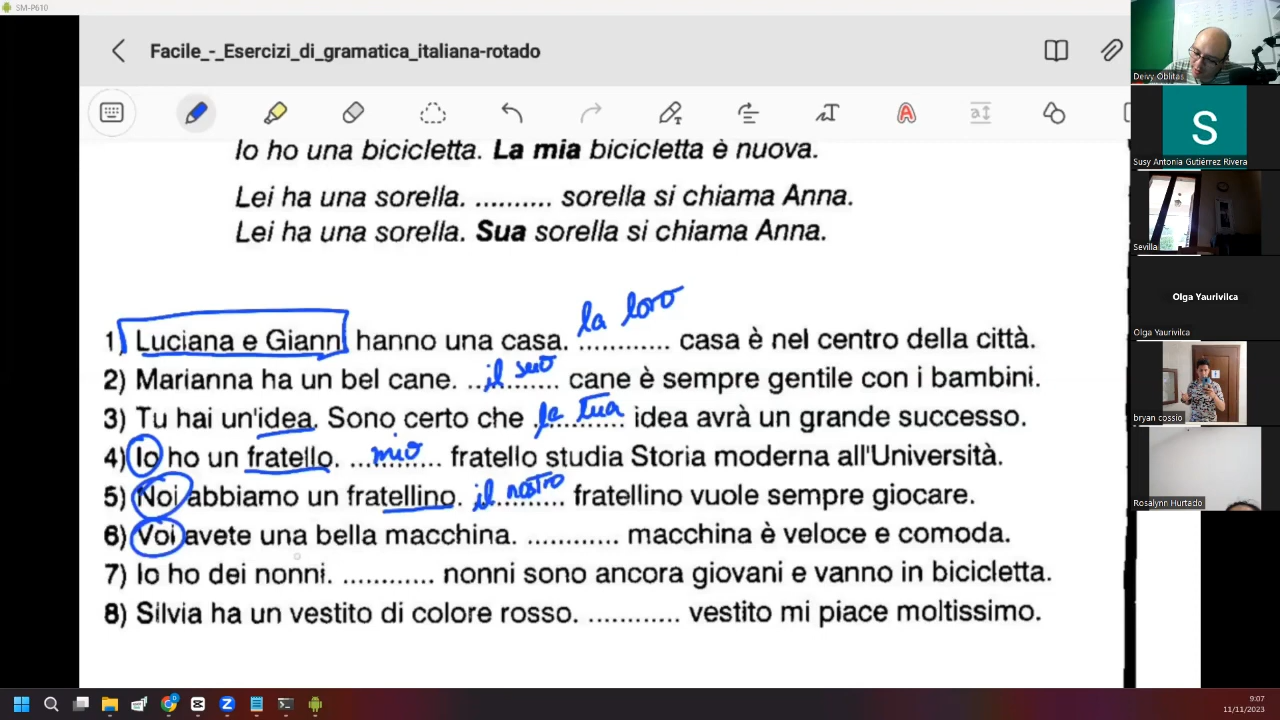 SM-P610
Facile_-_Esercizi_di_gramatica_italiana-rotado
Io ho una bicicletta. La mia bicicletta è nuova.
Lei ha una sorella. .......... sorella si chiama Anna.
Lei ha una sorella. Sua sorella si chiama Anna.
1) Luciana e Giann hanno una casa. la loro ............ casa è nel centro della città.
2) Marianna ha un bel cane. il suo ............ cane è sempre gentile con i bambini.
3) Tu hai un'idea. Sono certo che la tua ............ idea avrà un grande successo.
4) Io ho un fratello. mio ............ fratello studia Storia moderna all'Università.
5) Noi abbiamo un fratellino. il nostro ............ fratellino vuole sempre giocare.
6) Voi avete una bella macchina. ............ macchina è veloce e comoda.
7) Io ho dei nonni. ............ nonni sono ancora giovani e vanno in bicicletta.
8) Silvia ha un vestito di colore rosso. ............ vestito mi piace moltissimo.
Deivy Oblitas
S
Susy Antonia Gutiérrez Rivera
Sevilla
Olga Yaurivilca
Olga Yaurivilca
bryan cossio
Rosalynn Hurtado
9:07
11/11/2023